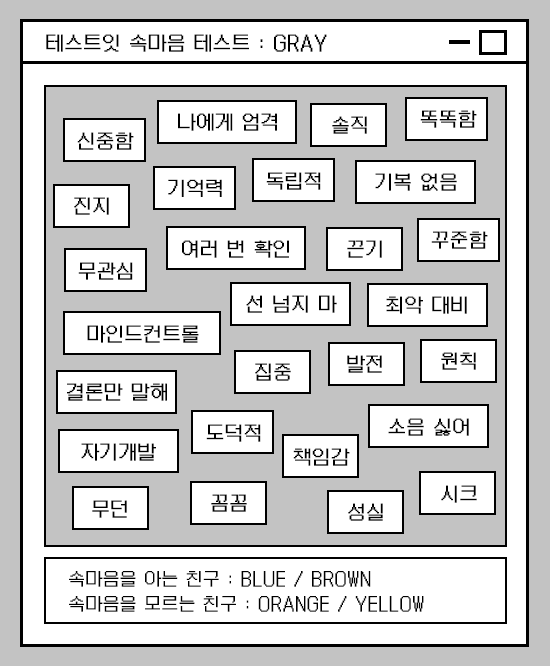 테스트잇 속마음 테스트 : GRAY
신중함
나에게 엄격
솔직
똑똑함
진지
기억력
독립적
기복 없음
무관심
여러 번 확인
끈기
꾸준함
선 넘지 마
최악 대비
마인드컨트롤
집중
발전
원칙
결론만 말해
자기개발
도덕적
책임감
소음 싫어
무던
꼼꼼
성실
시크
속마음을 아는 친구 : BLUE / BROWN
속마음을 모르는 친구 : ORANGE / YELLOW